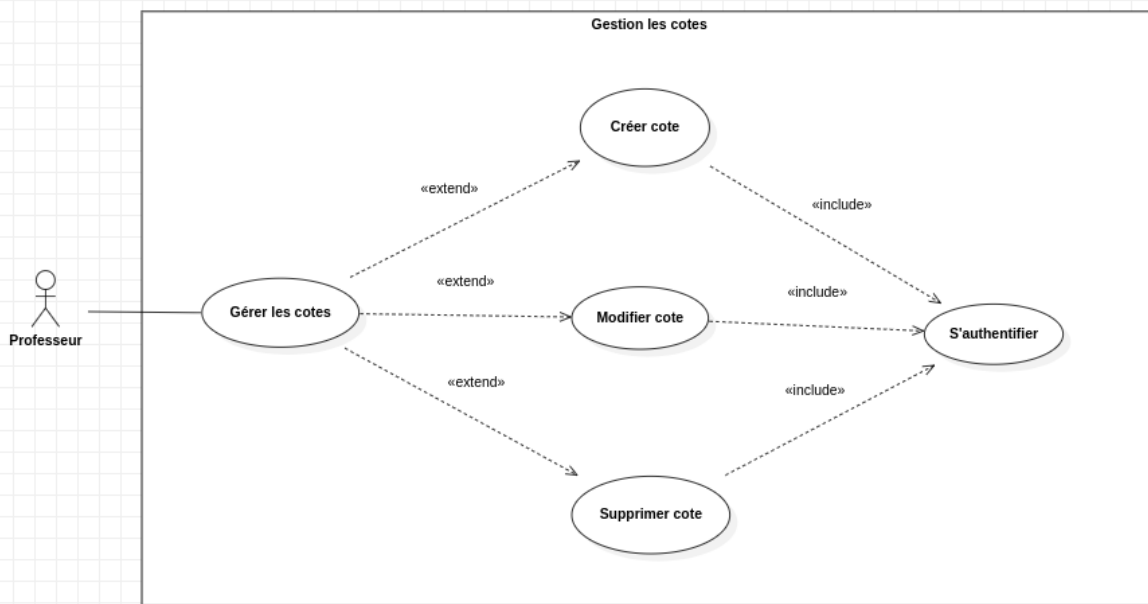 Gestion les cotes
Créer cote
«extend»
«include»
«extend»
«include»
Professeur
Gérer les cotes
Modifier cote
S'authentifier
«extend»
«include»
Supprimer cote